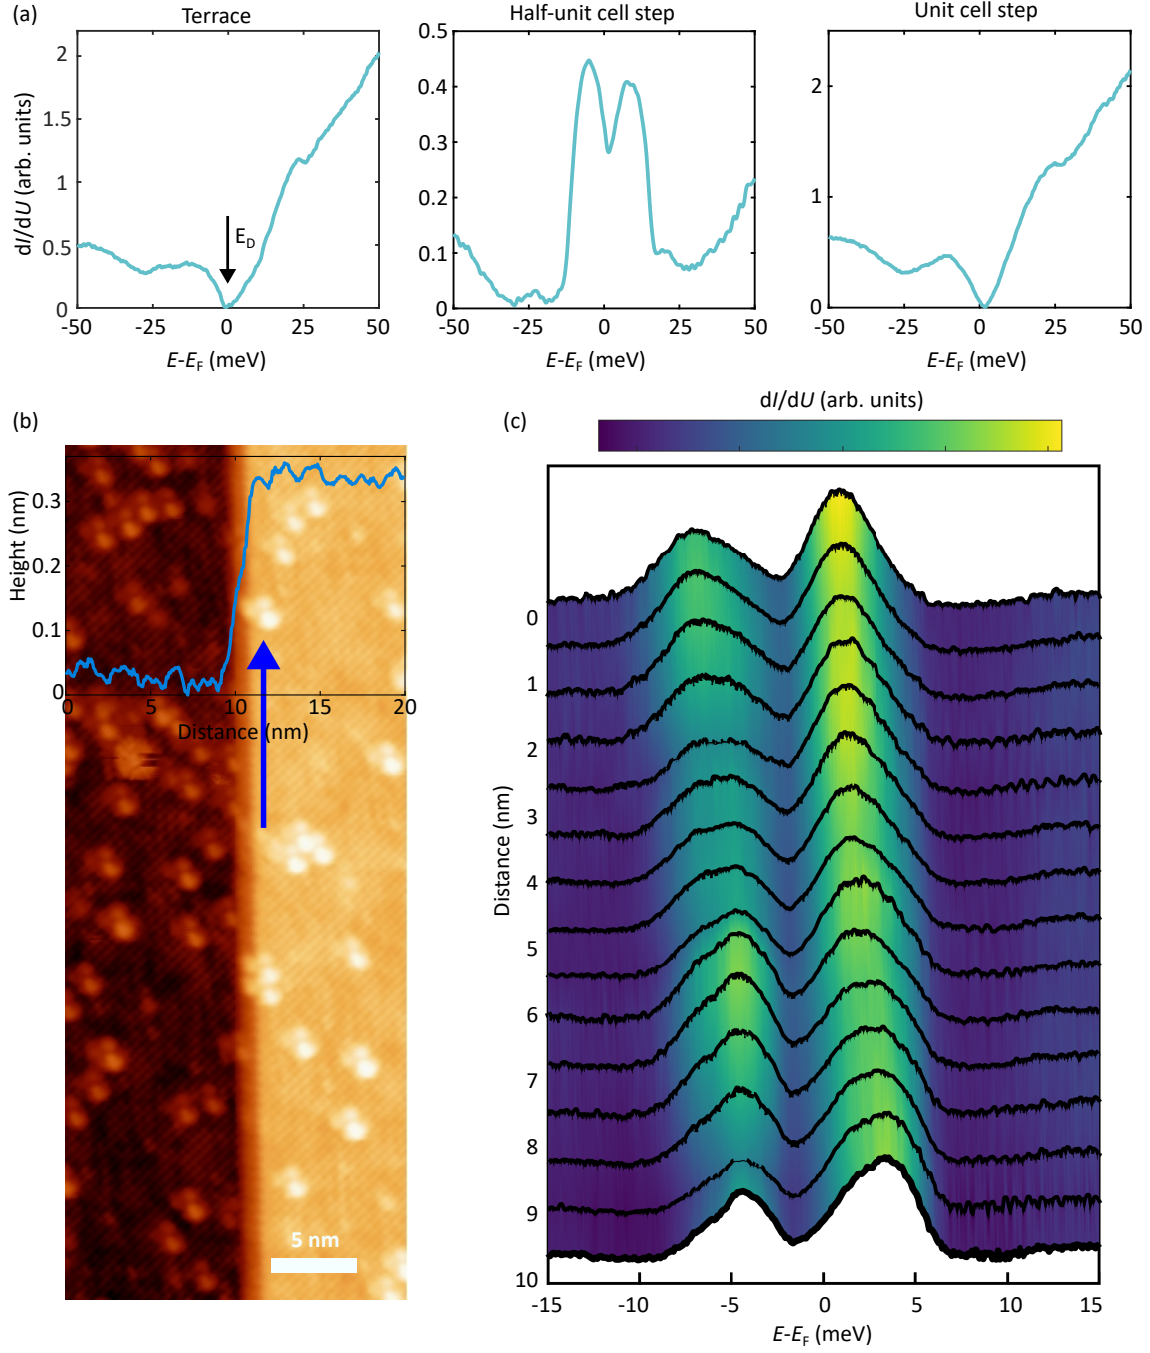 (a)
Terrace
Half-unit cell step
Unit cell step
dI/dU (arb. units)
2
1.5
1
0.5
0
E_D
-50 -25 0 25 50
E-E_F (meV)
0.5
0.4
0.3
0.2
0.1
0
-50 -25 0 25 50
E-E_F (meV)
2
1
0
-50 -25 0 25 50
E-E_F (meV)
(b)
Height (nm)
0.3
0.2
0.1
0
0 5 10 15 20
Distance (nm)
5 nm
(c)
dI/dU (arb. units)
Distance (nm)
0
1
2
3
4
5
6
7
8
9
10
-15 -10 -5 0 5 10 15
E-E_F (meV)